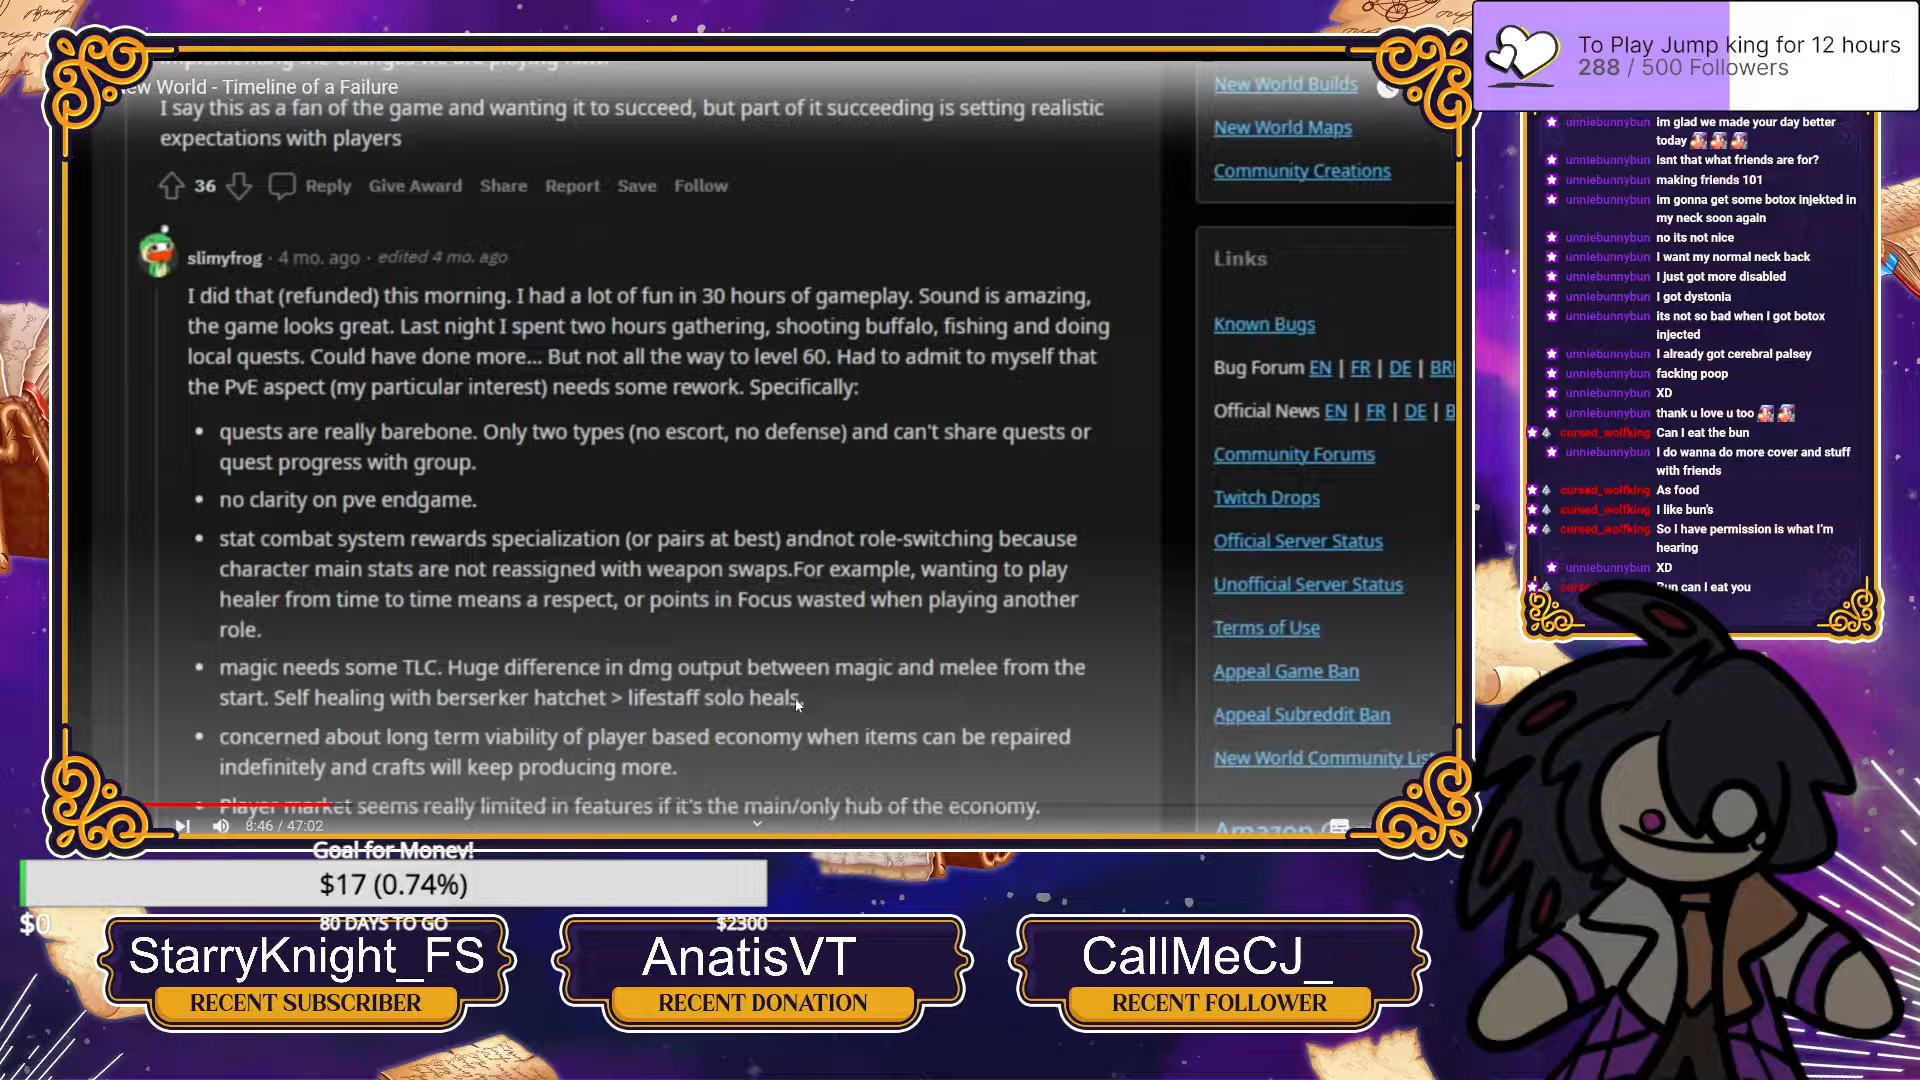 ew World - Timeline of a Failure
I say this as a fan of the game and wanting it to succeed, but part of it succeeding is setting realistic
expectations with players
36 Reply Give Award Share Report Save Follow
slimyfrog · 4 mo. ago · edited 4 mo. ago
I did that (refunded) this morning. I had a lot of fun in 30 hours of gameplay. Sound is amazing,
the game looks great. Last night I spent two hours gathering, shooting buffalo, fishing and doing
local quests. Could have done more... But not all the way to level 60. Had to admit to myself that
the PvE aspect (my particular interest) needs some rework. Specifically:
• quests are really barebone. Only two types (no escort, no defense) and can't share quests or
quest progress with group.
• no clarity on pve endgame.
• stat combat system rewards specialization (or pairs at best) andnot role-switching because
character main stats are not reassigned with weapon swaps.For example, wanting to play
healer from time to time means a respect, or points in Focus wasted when playing another
role.
• magic needs some TLC. Huge difference in dmg output between magic and melee from the
start. Self healing with berserker hatchet > lifestaff solo heals.
• concerned about long term viability of player based economy when items can be repaired
indefinitely and crafts will keep producing more.
• Player market seems really limited in features if it's the main/only hub of the economy.
8:46 / 47:02
New World Builds
New World Maps
Community Creations
Links
Known Bugs
Bug Forum EN | FR | DE | BR
Official News EN | FR | DE | B
Community Forums
Twitch Drops
Official Server Status
Unofficial Server Status
Terms of Use
Appeal Game Ban
Appeal Subreddit Ban
New World Community Lis
Amazon
To Play Jump king for 12 hours
288 / 500 Followers
unniebunnybun im glad we made your day better
today
unniebunnybun isnt that what friends are for?
unniebunnybun making friends 101
unniebunnybun im gonna get some botox injekted in
my neck soon again
unniebunnybun no its not nice
unniebunnybun I want my normal neck back
unniebunnybun I just got more disabled
unniebunnybun I got dystonia
unniebunnybun its not so bad when I got botox
injected
unniebunnybun I already got cerebral palsey
unniebunnybun facking poop
unniebunnybun XD
unniebunnybun thank u love u too
cursed_wolfking Can I eat the bun
unniebunnybun I do wanna do more cover and stuff
with friends
cursed_wolfking As food
cursed_wolfking I like bun's
cursed_wolfking So I have permission is what I'm
hearing
unniebunnybun XD
curs Bun can I eat you
Goal for Money!
$17 (0.74%)
$0 80 DAYS TO GO $2300
StarryKnight_FS
RECENT SUBSCRIBER
AnatisVT
RECENT DONATION
CallMeCJ_
RECENT FOLLOWER